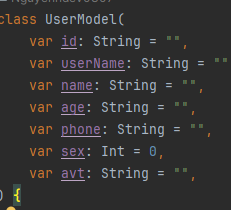 class UserModel(
var id: String = "",
var userName: String = ""
var name: String = "",
var age: String = "",
var phone: String = "",
var sex: Int = 0,
var avt: String = "",
) {